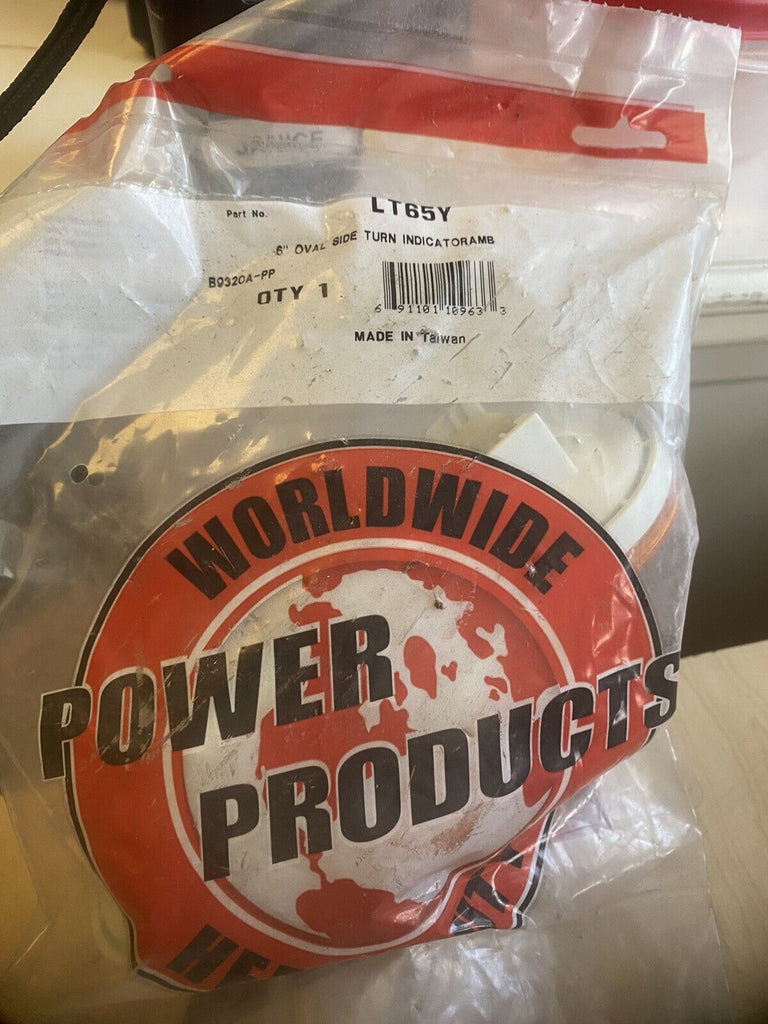 Part No.
LT65Y
6" OVAL SIDE TURN INDICATORAMB
B9320A-PP
QTY 1
6 91101 10963 3
MADE IN Taiwan
WORLDWIDE
POWER
PRODUCTS